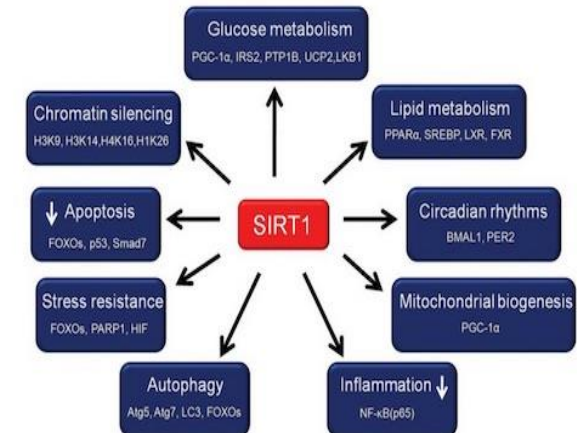 Glucose metabolism
PGC-1α, IRS2, PTP1B, UCP2,LKB1
Chromatin silencing
H3K9, H3K14,H4K16,H1K26
Lipid metabolism
PPARα, SREBP, LXR, FXR
↓ Apoptosis
FOXOs, p53, Smad7
SIRT1
Circadian rhythms
BMAL1, PER2
Stress resistance
FOXOs, PARP1, HIF
Mitochondrial biogenesis
PGC-1α
Autophagy
Atg5, Atg7, LC3, FOXOs
Inflammation ↓
NF-κB(p65)